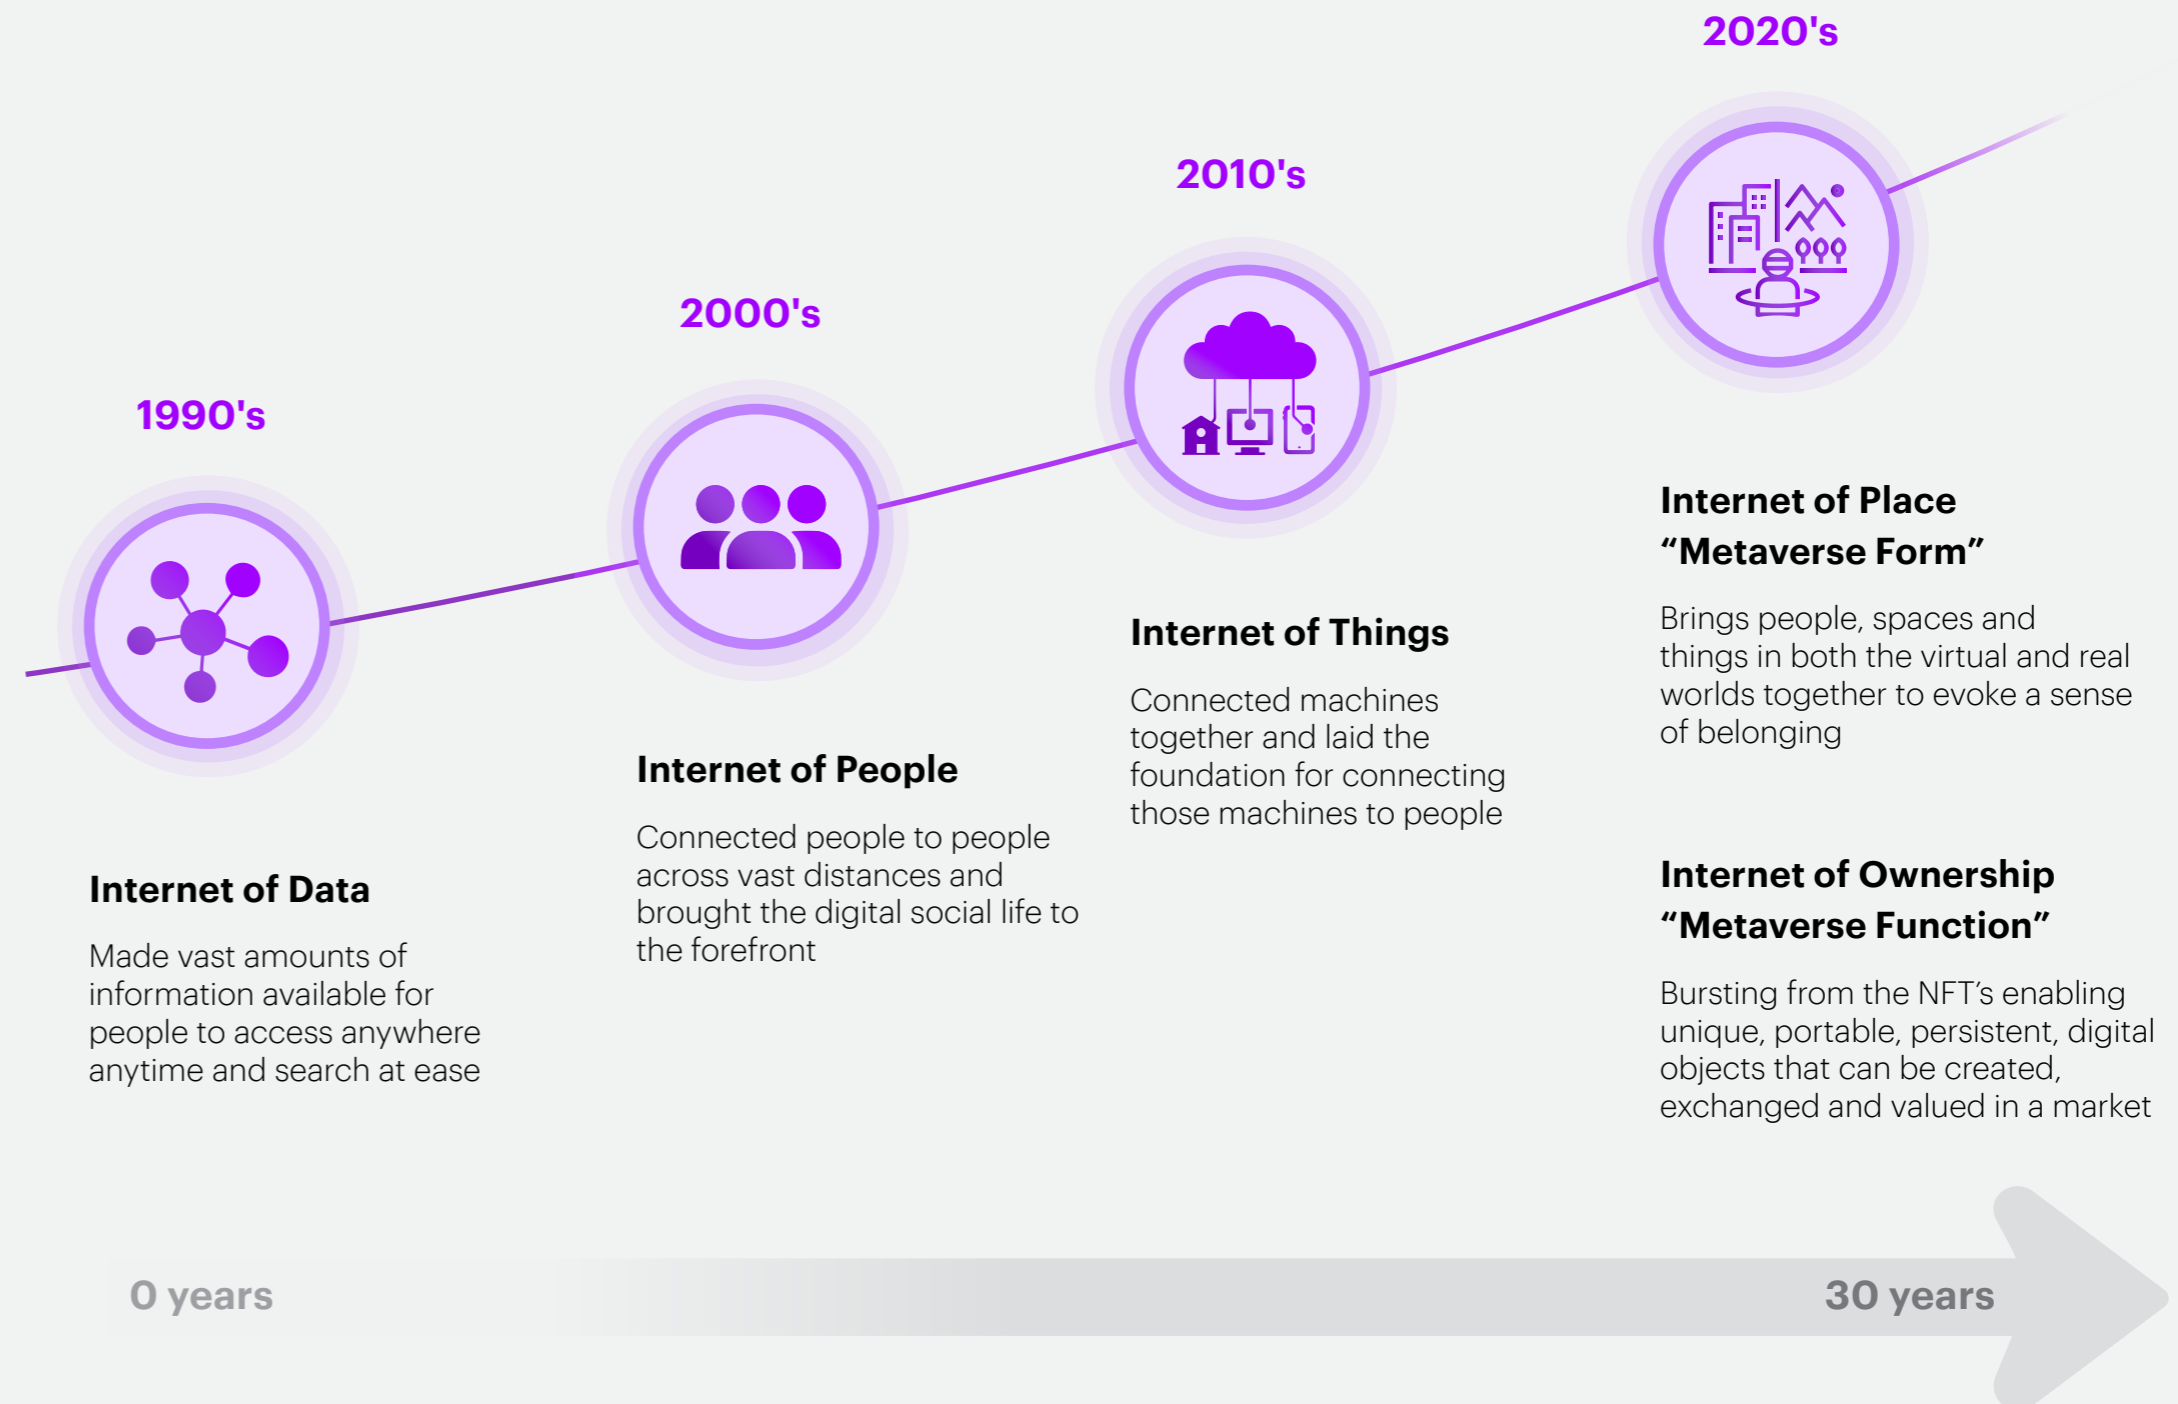 1990's
Internet of Data
Made vast amounts of
information available for
people to access anywhere
anytime and search at ease
2000's
Internet of People
Connected people to people
across vast distances and
brought the digital social life to
the forefront
2010's
Internet of Things
Connected machines
together and laid the
foundation for connecting
those machines to people
2020's
Internet of Place
“Metaverse Form”
Brings people, spaces and
things in both the virtual and real
worlds together to evoke a sense
of belonging
Internet of Ownership
“Metaverse Function”
Bursting from the NFT’s enabling
unique, portable, persistent, digital
objects that can be created,
exchanged and valued in a market
0 years
30 years